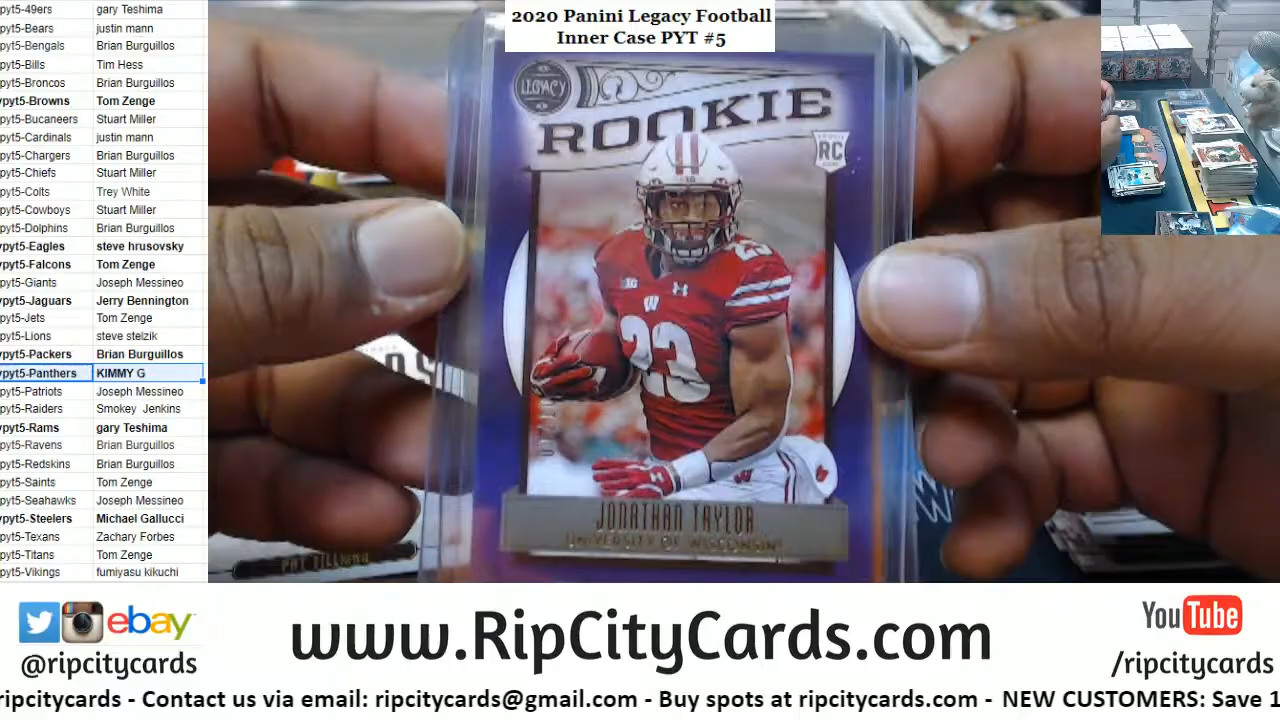 pyt5-49ers gary Teshima
pyt5-Bears justin mann
pyt5-Bengals Brian Burguillos
pyt5-Bills Tim Hess
pyt5-Broncos Brian Burguillos
pyt5-Browns Tom Zenge
pyt5-Bucaneers Stuart Miller
pyt5-Cardinals justin mann
pyt5-Chargers Brian Burguillos
pyt5-Chiefs Stuart Miller
pyt5-Colts Trey White
pyt5-Cowboys Stuart Miller
pyt5-Dolphins Brian Burguillos
pyt5-Eagles steve hrusovsky
pyt5-Falcons Tom Zenge
pyt5-Giants Joseph Messineo
pyt5-Jaguars Jerry Bennington
pyt5-Jets Tom Zenge
pyt5-Lions steve stelzik
pyt5-Packers Brian Burguillos
pyt5-Panthers KIMMY G
pyt5-Patriots Joseph Messineo
pyt5-Raiders Smokey Jenkins
pyt5-Rams gary Teshima
pyt5-Ravens Brian Burguillos
pyt5-Redskins Brian Burguillos
pyt5-Saints Tom Zenge
pyt5-Seahawks Joseph Messineo
pyt5-Steelers Michael Gallucci
pyt5-Texans Zachary Forbes
pyt5-Titans Tom Zenge
pyt5-Vikings fumiyasu kikuchi
2020 Panini Legacy Football
Inner Case PYT #5
LEGACY
ROOKIE
RC
W
23
23
JONATHAN TAYLOR
UNIVERSITY OF WISCONSIN
PAT TILLMAN
ebay
@ripcitycards
www.RipCityCards.com
YouTube
/ripcitycards
ripcitycards - Contact us via email: ripcitycards@gmail.com - Buy spots at ripcitycards.com - NEW CUSTOMERS: Save 1